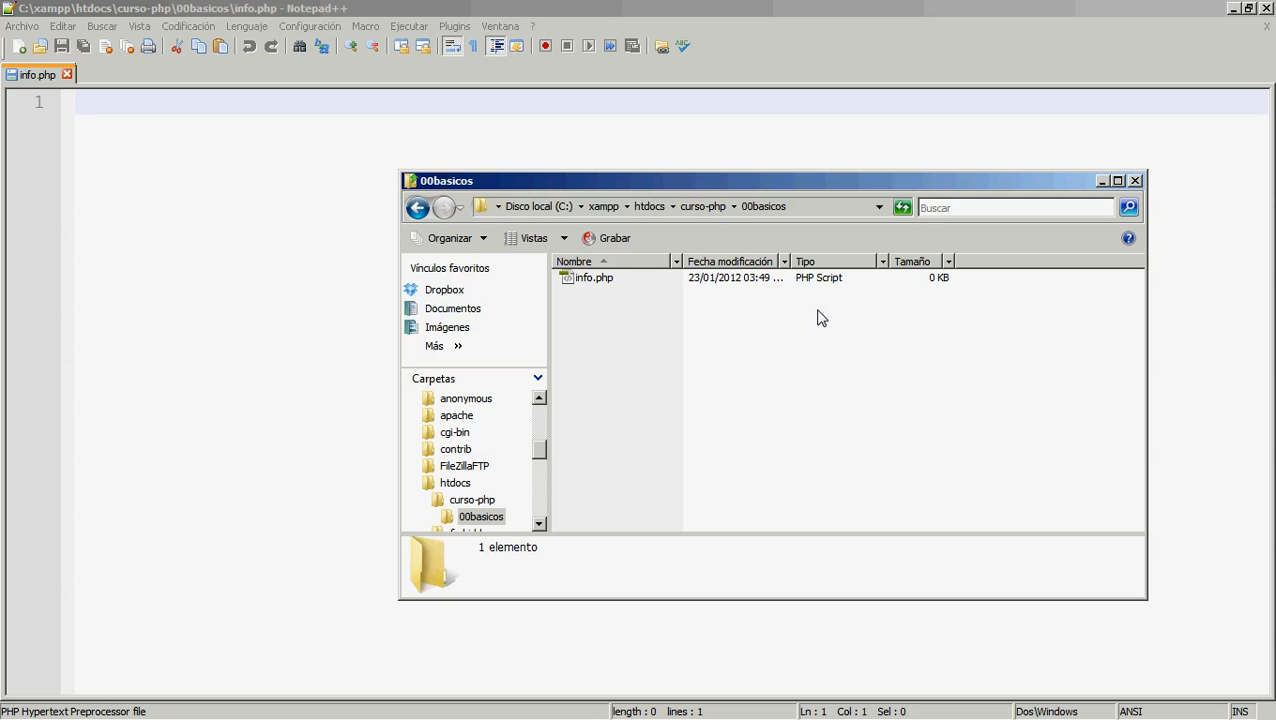 C:\xampp\htdocs\curso-php\00basicos\info.php - Notepad++
Archivo Editar Buscar Vista Codificación Lenguaje Configuración Macro Ejecutar Plugins Ventana ? X
info.php
1
00basicos
Disco local (C:) xampp htdocs curso-php 00basicos
Buscar
Organizar Vistas Grabar
Vínculos favoritos
Dropbox
Documentos
Imágenes
Más »
Carpetas
anonymous
apache
cgi-bin
contrib
FileZillaFTP
htdocs
curso-php
00basicos
Nombre Fecha modificación Tipo Tamaño
info.php 23/01/2012 03:49 ... PHP Script 0 KB
1 elemento
PHP Hypertext Preprocessor file length : 0 lines : 1 Ln : 1 Col : 1 Sel : 0 Dos\Windows ANSI INS